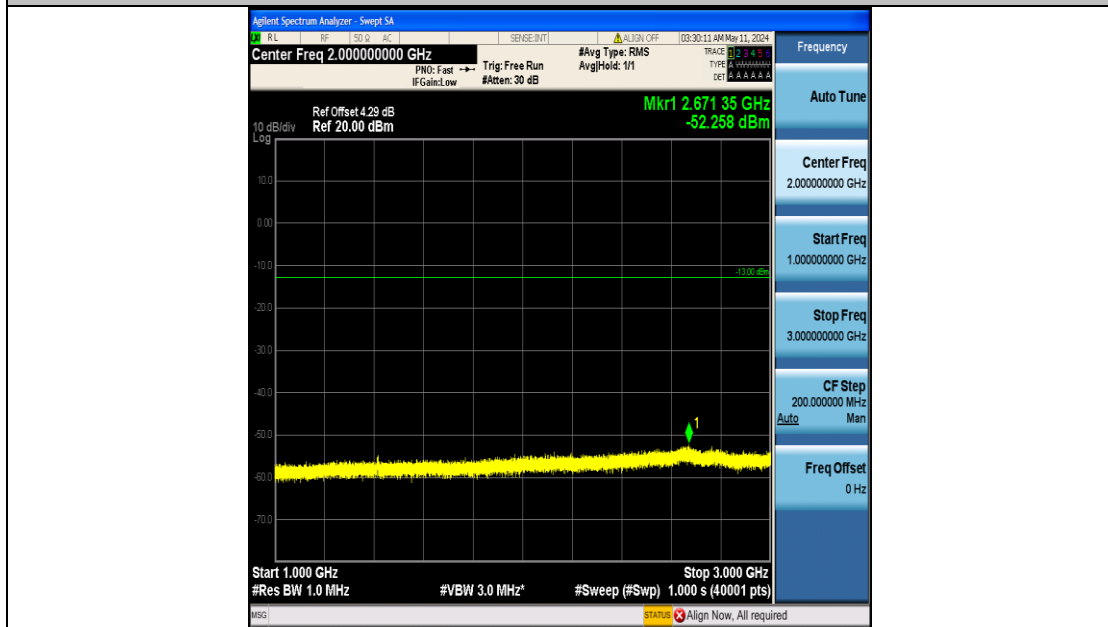 Agilent Spectrum Analyzer - Swept SA
RL RF 50 Ω AC SENSE:INT ALIGN OFF 03:30:11 AM May 11, 2024
Center Freq 2.000000000 GHz #Avg Type: RMS TRACE 1 2 3 4 5 6
PNO: Fast Trig: Free Run Avg|Hold: 1/1 TYPE A WWWWW
IFGain:Low #Atten: 30 dB DET A A A A A A
Mkr1 2.671 35 GHz
-52.258 dBm
Ref Offset 4.29 dB
10 dB/div Ref 20.00 dBm
Log
10.0
0.00
-10.0
-13.00 dBm
-20.0
-30.0
-40.0
1
-50.0
-60.0
-70.0
Start 1.000 GHz Stop 3.000 GHz
#Res BW 1.0 MHz #VBW 3.0 MHz* #Sweep (#Swp) 1.000 s (40001 pts)
MSG STATUS Align Now, All required
Frequency
Auto Tune
Center Freq
2.000000000 GHz
Start Freq
1.000000000 GHz
Stop Freq
3.000000000 GHz
CF Step
200.000000 MHz
Auto Man
Freq Offset
0 Hz